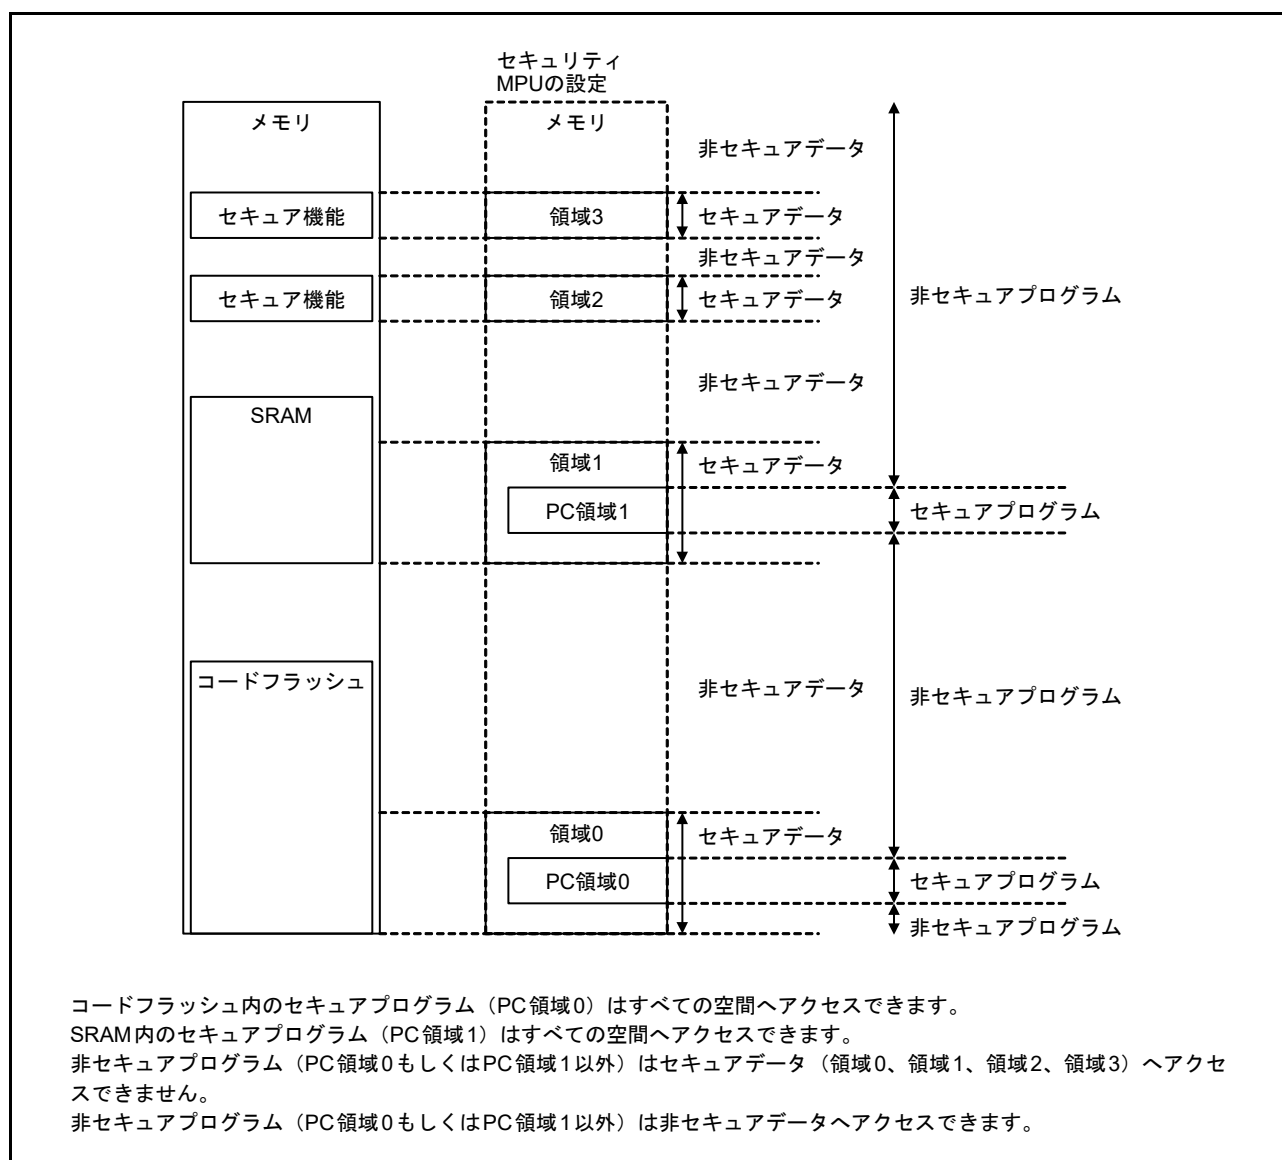 セキュリティ
MPUの設定
メモリ
メモリ
非セキュアデータ
セキュア機能
領域3
セキュアデータ
非セキュアデータ
セキュア機能
領域2
セキュアデータ
非セキュアプログラム
非セキュアデータ
SRAM
領域1
セキュアデータ
PC領域1
セキュアプログラム
コードフラッシュ
非セキュアデータ
非セキュアプログラム
領域0
セキュアデータ
PC領域0
セキュアプログラム
非セキュアプログラム
コードフラッシュ内のセキュアプログラム（PC領域0）はすべての空間へアクセスできます。
SRAM内のセキュアプログラム（PC領域1）はすべての空間へアクセスできます。
非セキュアプログラム（PC領域0もしくはPC領域1以外）はセキュアデータ（領域0、領域1、領域2、領域3）へアクセ
スできません。
非セキュアプログラム（PC領域0もしくはPC領域1以外）は非セキュアデータへアクセスできます。